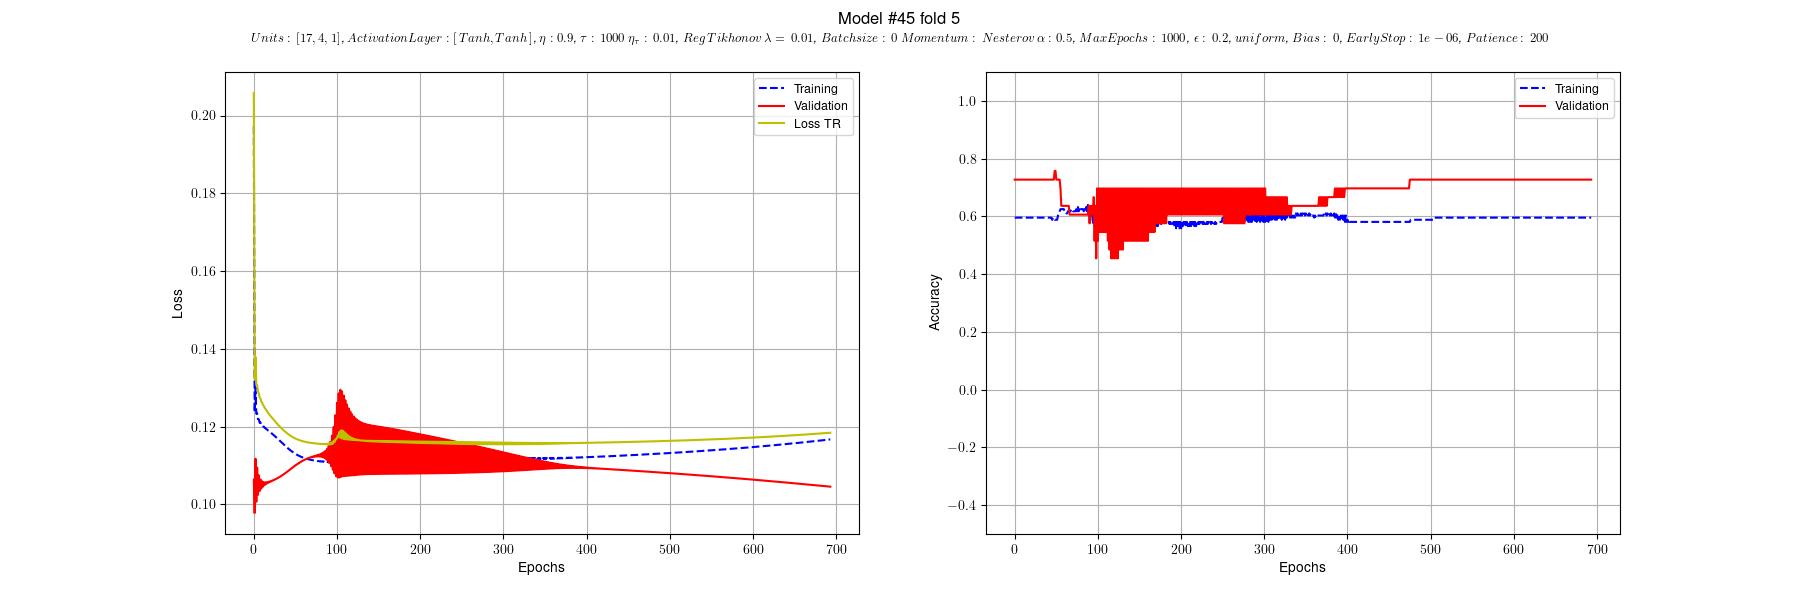 Model #45 fold 5
Units : [17, 4, 1], ActivationLayer : [Tanh, Tanh], η : 0.9, τ : 1000 ητ : 0.01, RegTikhonov λ = 0.01, Batchsize : 0 Momentum : Nesterov α : 0.5, MaxEpochs : 1000, ϵ : 0.2, uniform, Bias : 0, EarlyStop : 1e − 06, Patience : 200
Training
Validation
Loss TR
0.20
0.18
0.16
0.14
0.12
0.10
Loss
0 100 200 300 400 500 600 700
Epochs
Training
Validation
1.0
0.8
0.6
0.4
0.2
0.0
−0.2
−0.4
Accuracy
0 100 200 300 400 500 600 700
Epochs